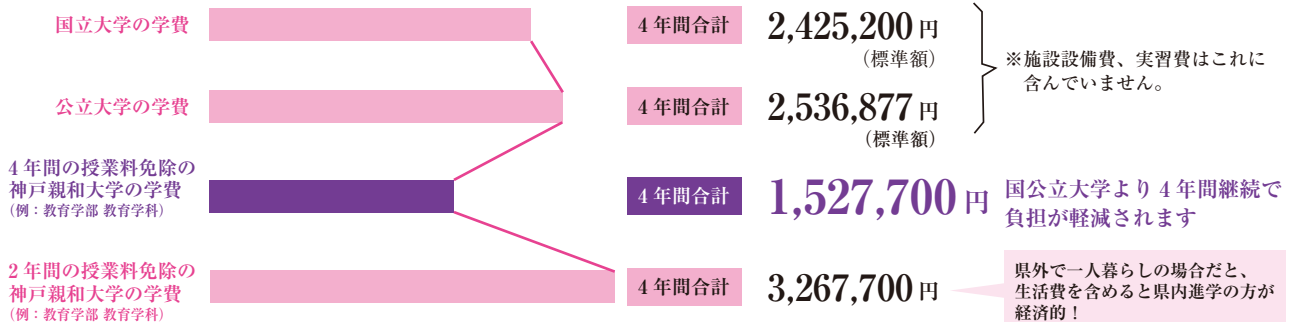 国立大学の学費
4年間合計
2,425,200円
（標準額）
※施設設備費、実習費はこれに
含んでいません。
公立大学の学費
4年間合計
2,536,877円
（標準額）
4年間の授業料免除の
神戸親和大学の学費
（例：教育学部 教育学科）
4年間合計
1,527,700円
国公立大学より4年間継続で
負担が軽減されます
2年間の授業料免除の
神戸親和大学の学費
（例：教育学部 教育学科）
4年間合計
3,267,700円
県外で一人暮らしの場合だと、
生活費を含めると県内進学の方が
経済的！